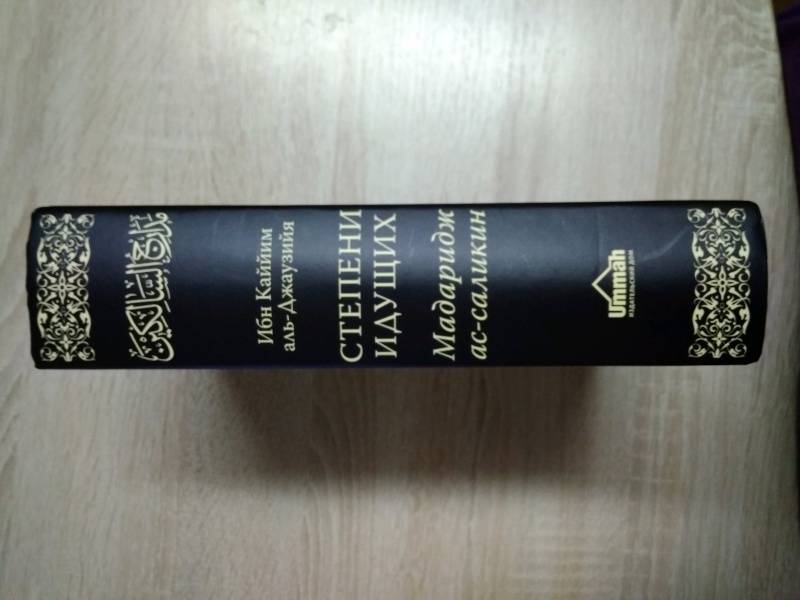 مدارج السالكين
Ибн Каййим
аль-Джаузийя
СТЕПЕНИ
ИДУЩИХ
Мадаридж
ас-саликин
Ummah
ИЗДАТЕЛЬСКИЙ ДОМ